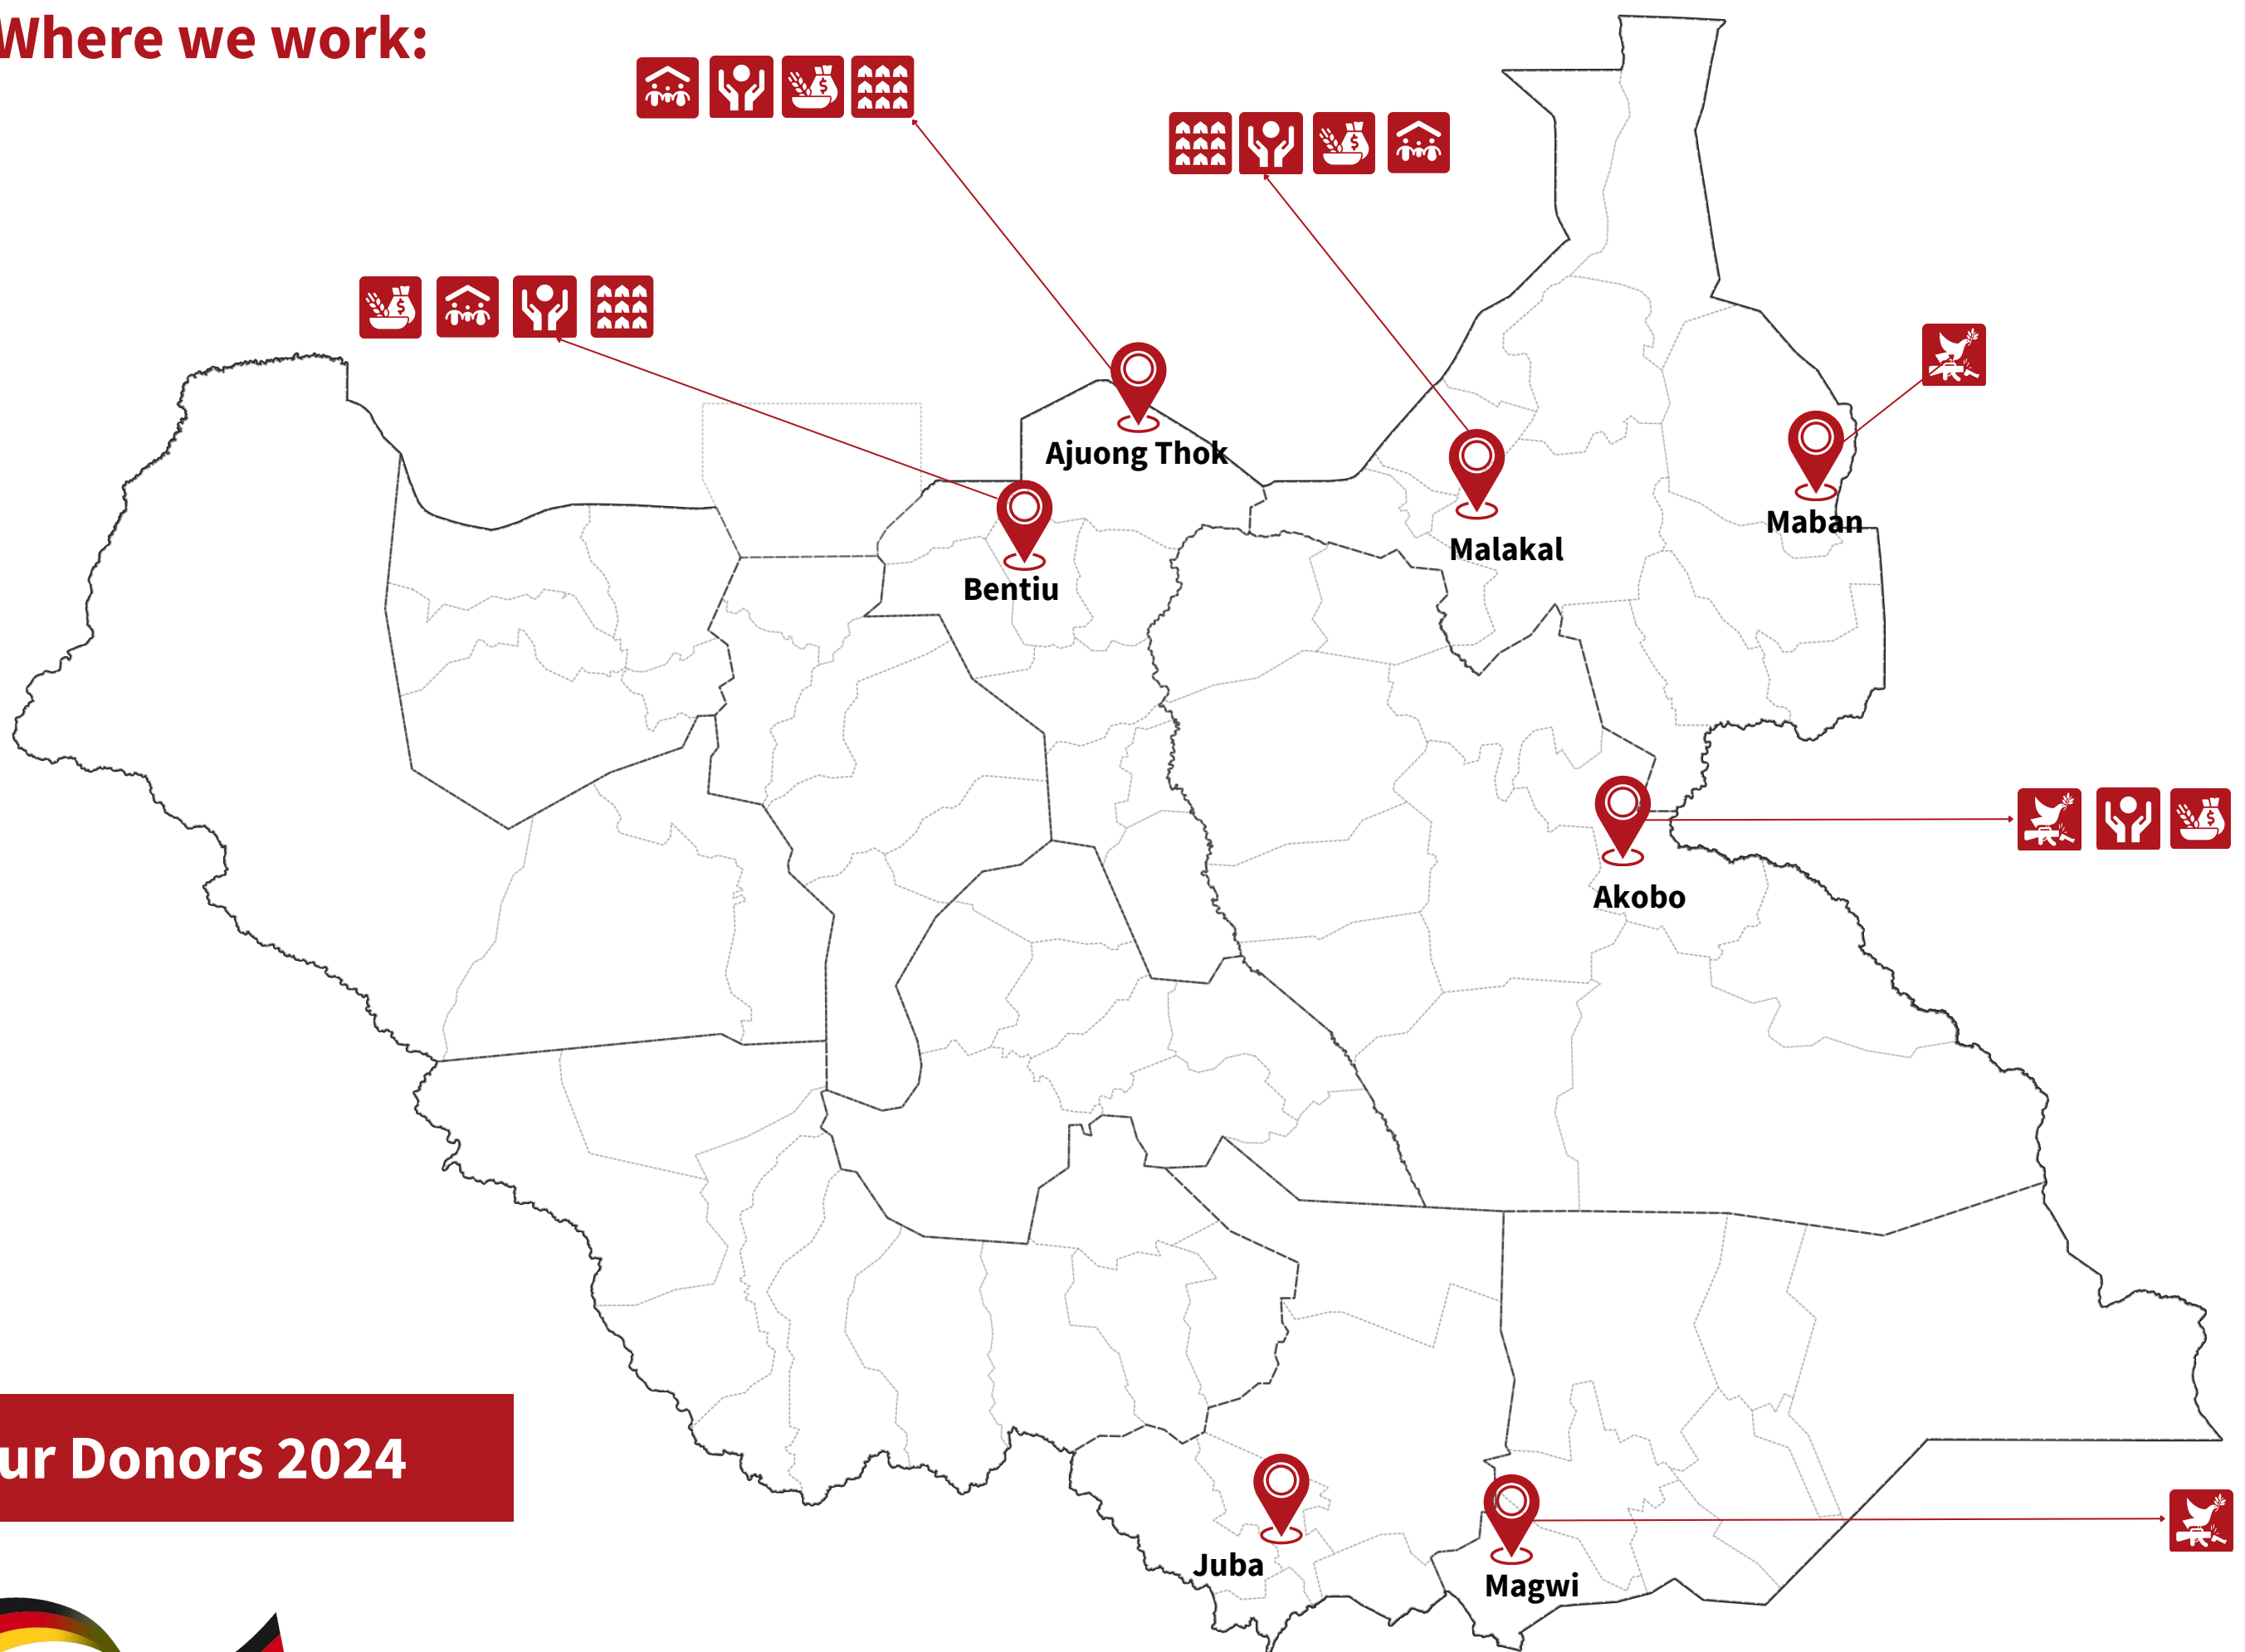 Where we work:
Ajuong Thok
Maban
Malakal
Bentiu
Akobo
ur Donors 2024
Juba
Magwi